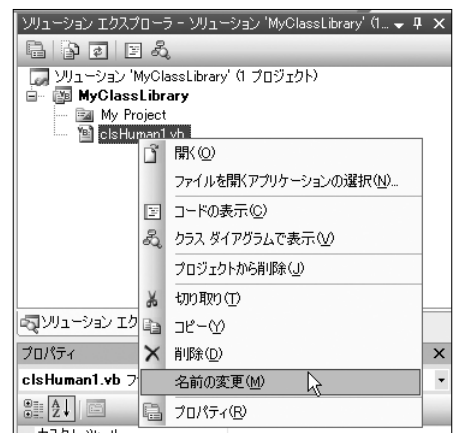 ソリューション エクスプローラ - ソリューション 'MyClassLibrary' (1...
ソリューション 'MyClassLibrary' (1 プロジェクト)
MyClassLibrary
My Project
clsHuman1.vb
開く(O)
ファイルを開くアプリケーションの選択(N)...
コードの表示(C)
クラス ダイアグラムで表示(V)
プロジェクトから削除(J)
切り取り(T)
ソリューション エク
コピー(Y)
プロパティ
削除(D)
clsHuman1.vb フ
名前の変更(M)
プロパティ(R)